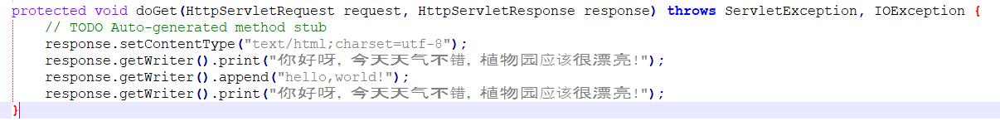 protected void doGet(HttpServletRequest request, HttpServletResponse response) throws ServletException, IOException {
// TODO Auto-generated method stub
response.setContentType("text/html;charset=utf-8");
response.getWriter().print("你好呀, 今天天气不错, 植物园应该很漂亮!");
response.getWriter().append("hello,world!");
response.getWriter().print("你好呀, 今天天气不错, 植物园应该很漂亮!");
}